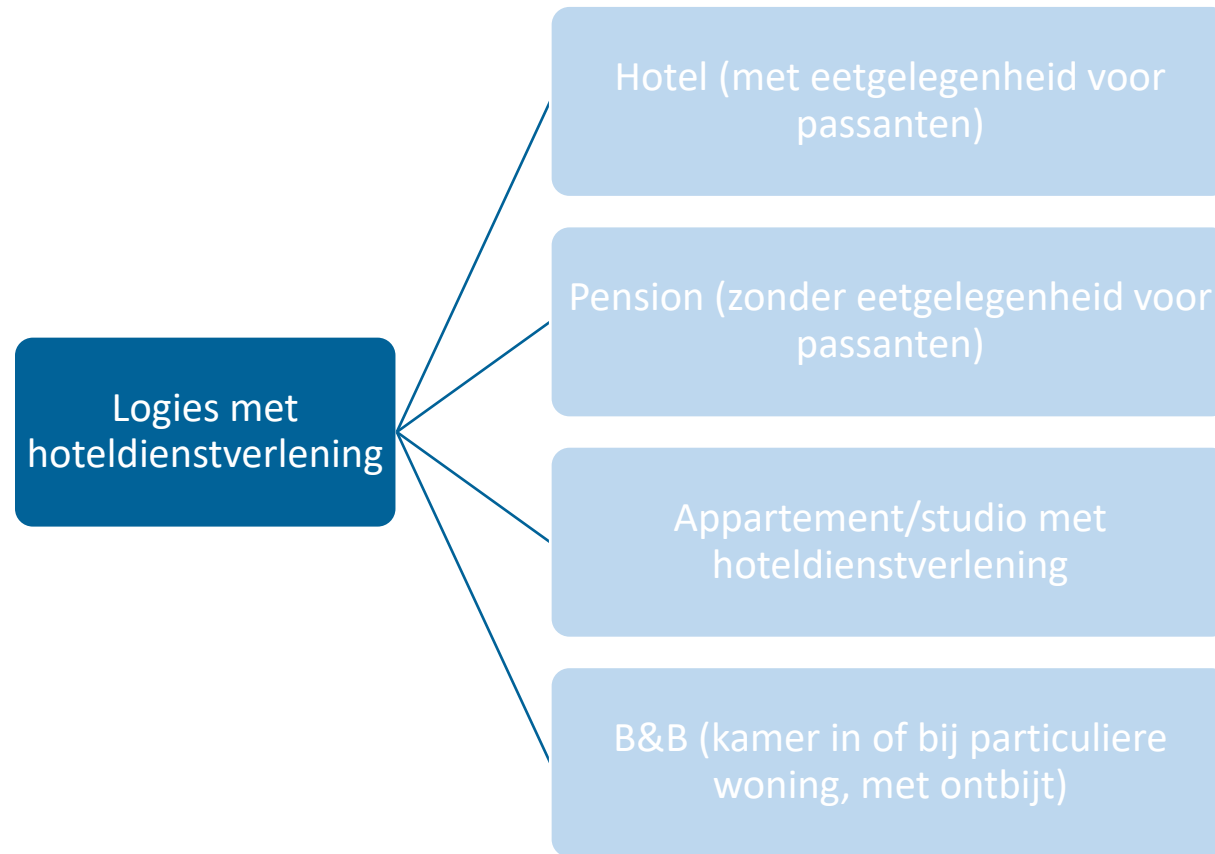 Hotel (met eetgelegenheid voor
passanten)
Pension (zonder eetgelegenheid voor
passanten)
Logies met
hoteldienstverlening
Appartement/studio met
hoteldienstverlening
B&B (kamer in of bij particuliere
woning, met ontbijt)